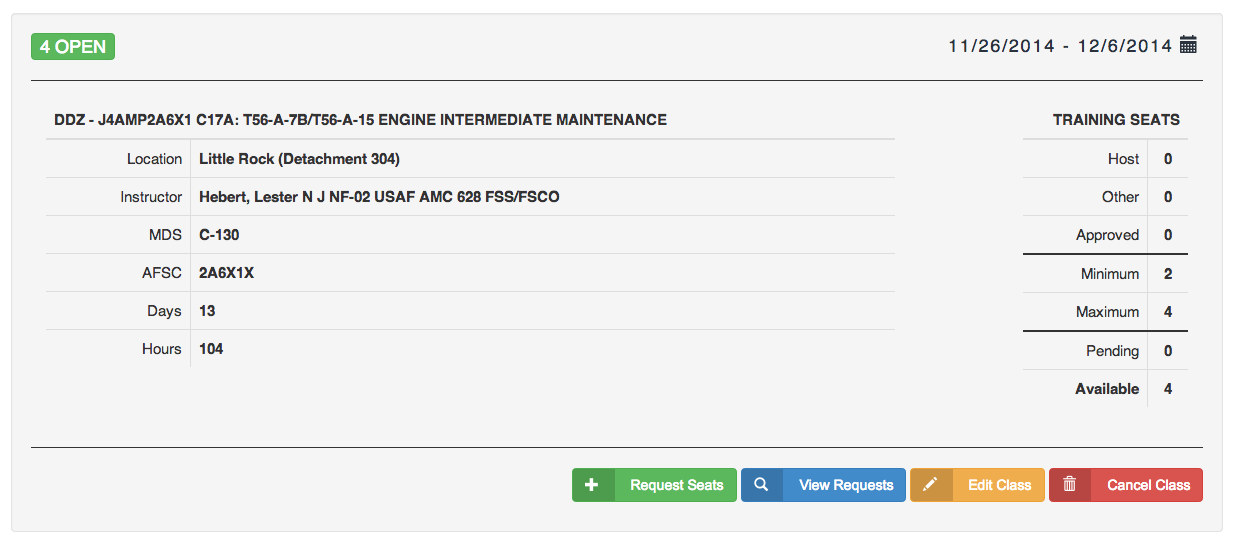 4 OPEN
11/26/2014 - 12/6/2014
DDZ - J4AMP2A6X1 C17A: T56-A-7B/T56-A-15 ENGINE INTERMEDIATE MAINTENANCE
Location Little Rock (Detachment 304)
Instructor Hebert, Lester N J NF-02 USAF AMC 628 FSS/FSCO
MDS C-130
AFSC 2A6X1X
Days 13
Hours 104
TRAINING SEATS
Host 0
Other 0
Approved 0
Minimum 2
Maximum 4
Pending 0
Available 4
Request Seats View Requests Edit Class Cancel Class